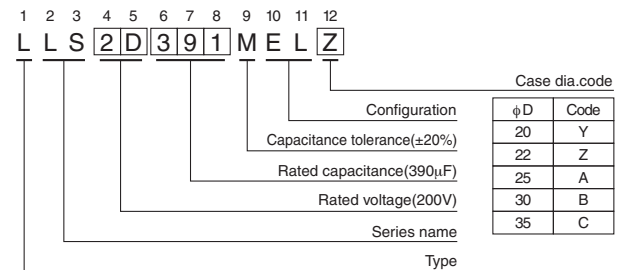 1 2 3 4 5 6 7 8 9 10 11 12
L L S 2 D 3 9 1 M E L Z
Case dia.code
Configuration
Capacitance tolerance(±20%)
Rated capacitance(390μF)
Rated voltage(200V)
Series name
Type
φD Code
20 Y
22 Z
25 A
30 B
35 C